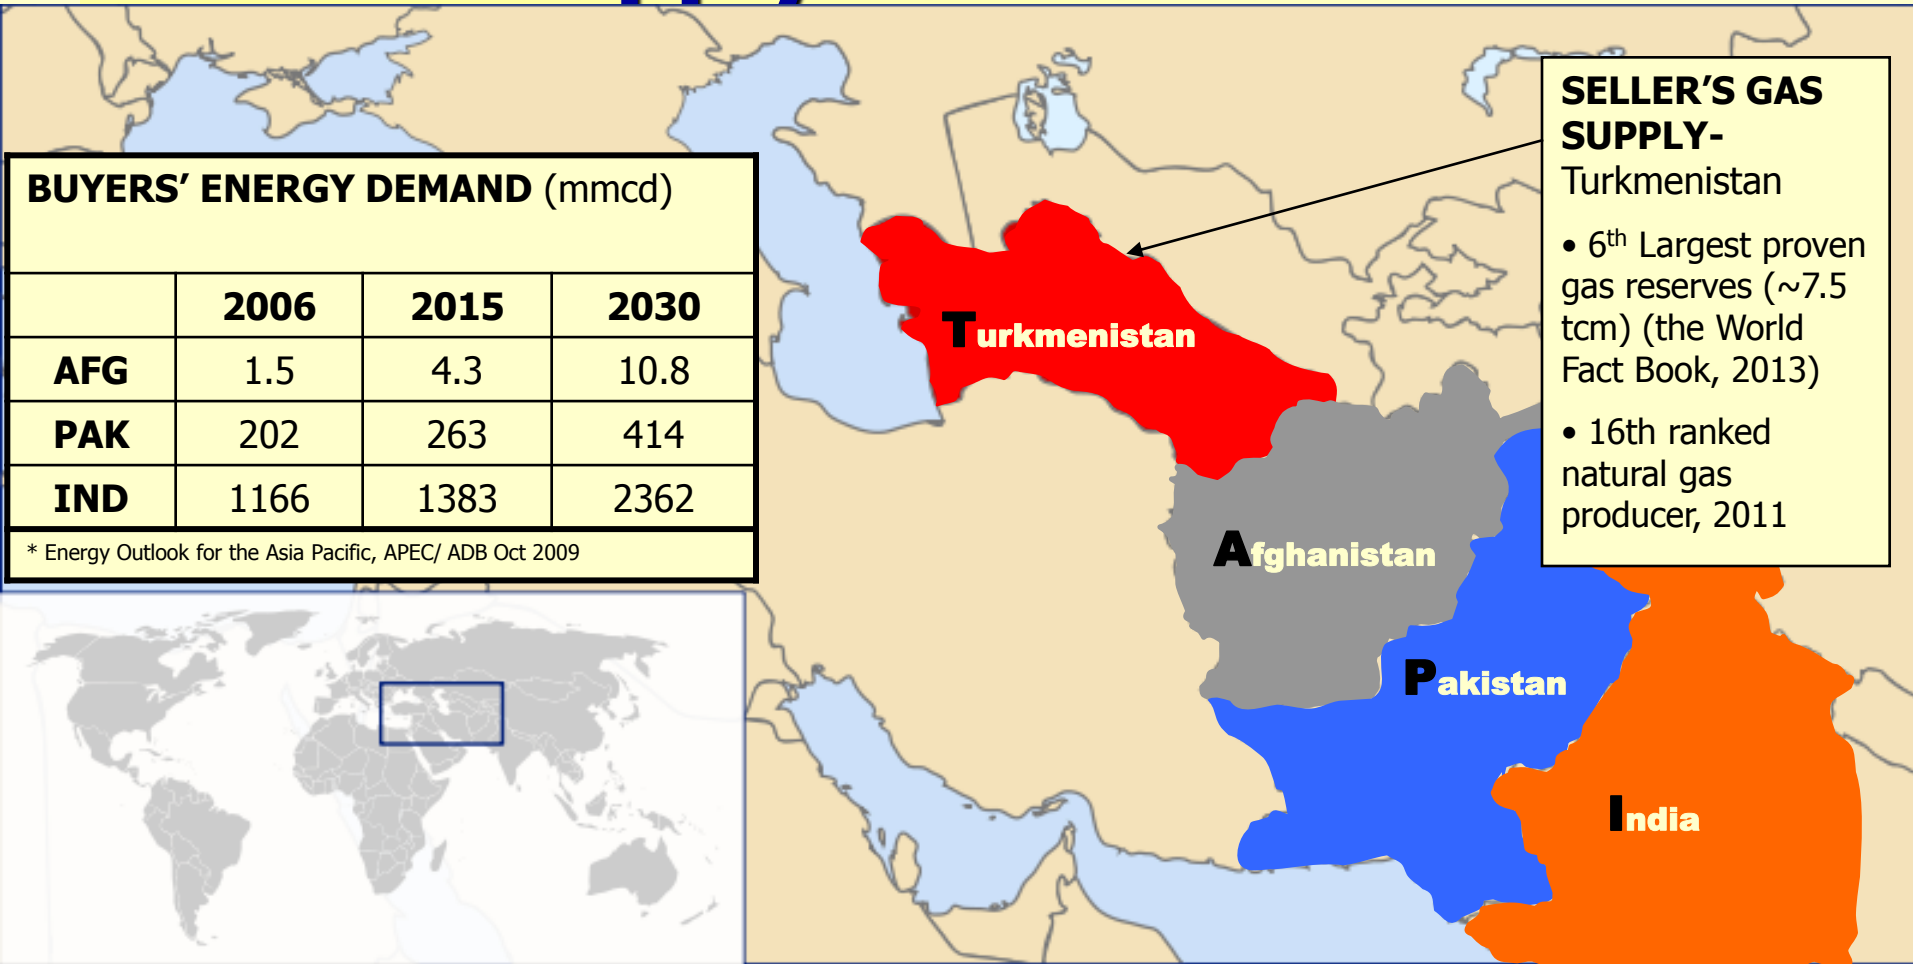 BUYERS’ ENERGY DEMAND (mmcd)
2006 2015 2030
AFG 1.5 4.3 10.8
PAK 202 263 414
IND 1166 1383 2362
* Energy Outlook for the Asia Pacific, APEC/ ADB Oct 2009
SELLER’S GAS
SUPPLY-
Turkmenistan
• 6th Largest proven
gas reserves (~7.5
tcm) (the World
Fact Book, 2013)
• 16th ranked
natural gas
producer, 2011
Turkmenistan
Afghanistan
Pakistan
India